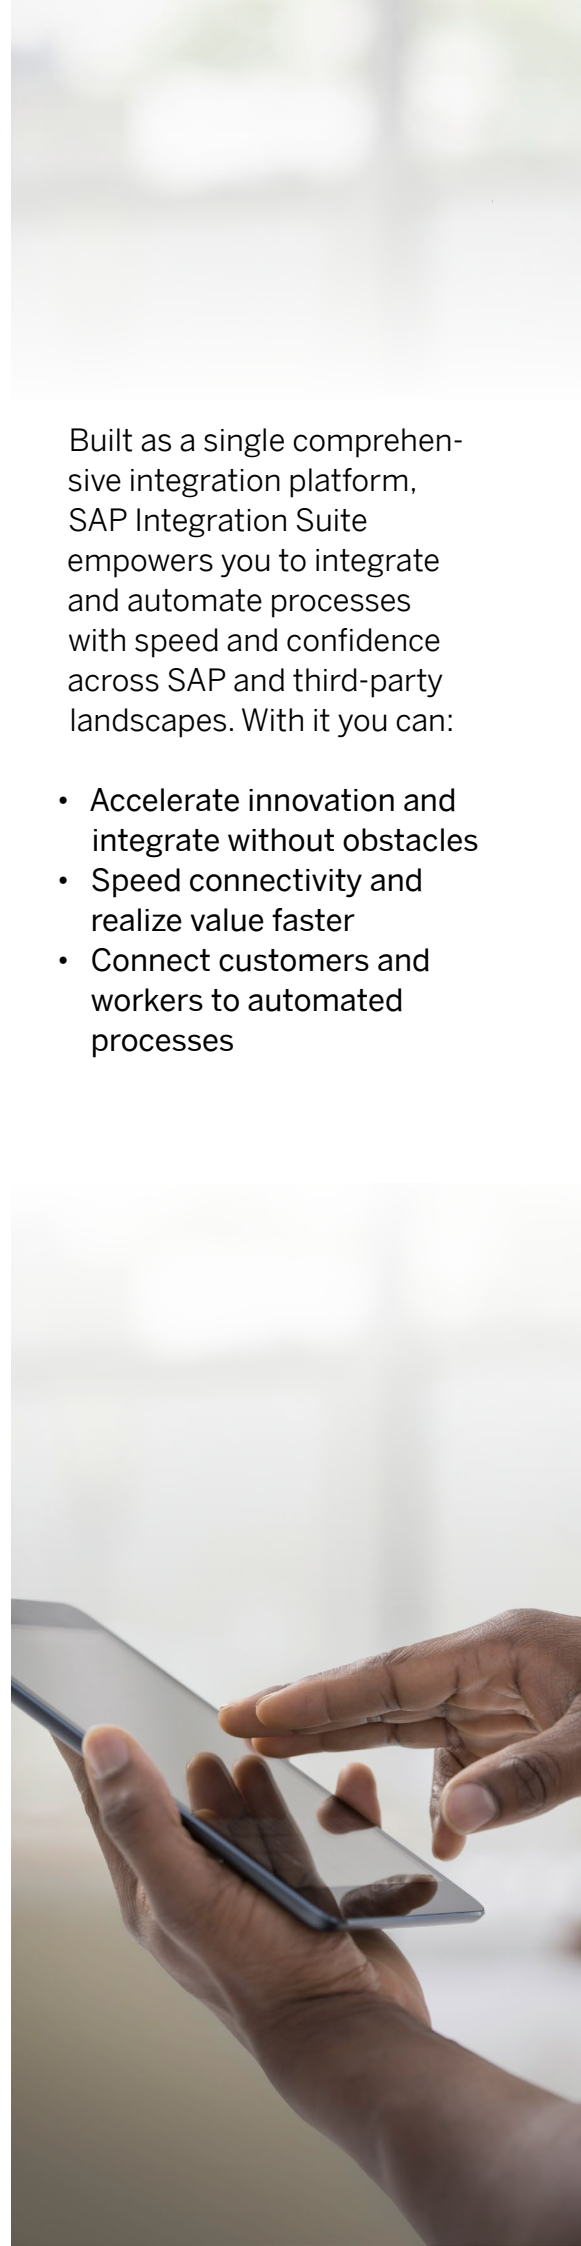 Built as a single comprehen-
sive integration platform,
SAP Integration Suite
empowers you to integrate
and automate processes
with speed and confidence
across SAP and third-party
landscapes. With it you can:
• Accelerate innovation and
integrate without obstacles
• Speed connectivity and
realize value faster
• Connect customers and
workers to automated
processes